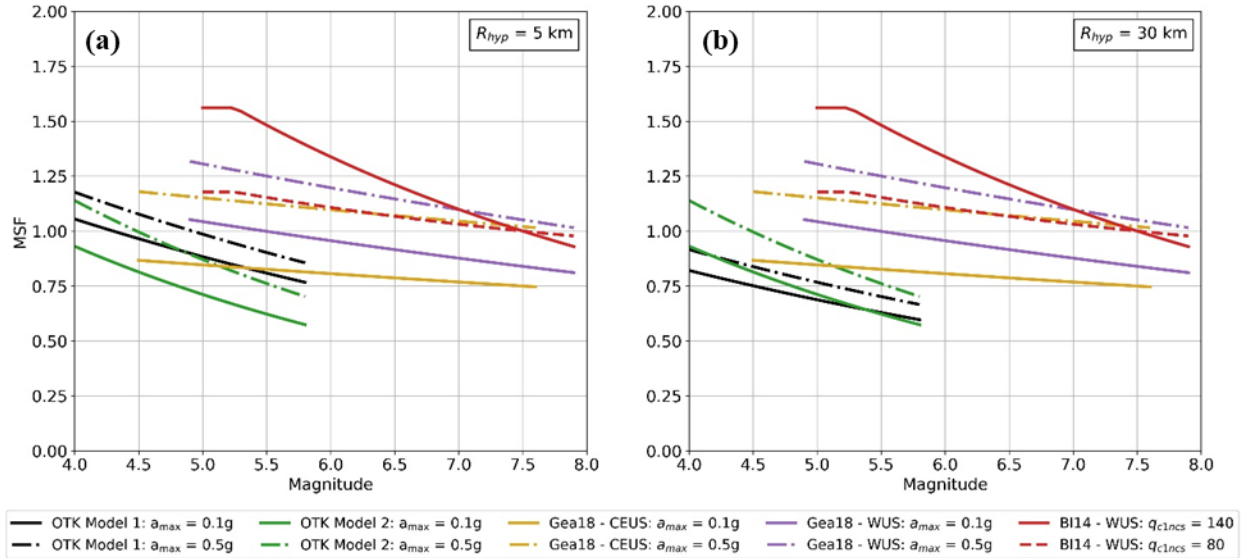 (a)
R_hyp = 5 km
2.00
1.75
1.50
1.25
1.00
0.75
0.50
0.25
0.00
MSF
4.0 4.5 5.0 5.5 6.0 6.5 7.0 7.5 8.0
Magnitude
(b)
R_hyp = 30 km
2.00
1.75
1.50
1.25
1.00
0.75
0.50
0.25
0.00
4.0 4.5 5.0 5.5 6.0 6.5 7.0 7.5 8.0
Magnitude
OTK Model 1: a_max = 0.1g OTK Model 2: a_max = 0.1g Gea18 - CEUS: a_max = 0.1g Gea18 - WUS: a_max = 0.1g BI14 - WUS: q_c1ncs = 140
OTK Model 1: a_max = 0.5g OTK Model 2: a_max = 0.5g Gea18 - CEUS: a_max = 0.5g Gea18 - WUS: a_max = 0.5g BI14 - WUS: q_c1ncs = 80